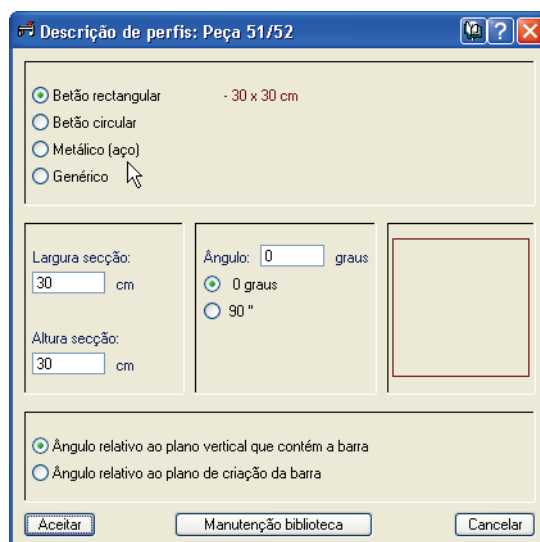 Descrição de perfis: Peça 51/52
Betão rectangular - 30 x 30 cm
Betão circular
Metálico (aço)
Genérico
Largura secção:
30 cm
Altura secção:
30 cm
Ângulo: 0 graus
0 graus
90 "
Ângulo relativo ao plano vertical que contém a barra
Ângulo relativo ao plano de criação da barra
Aceitar Manutenção biblioteca Cancelar